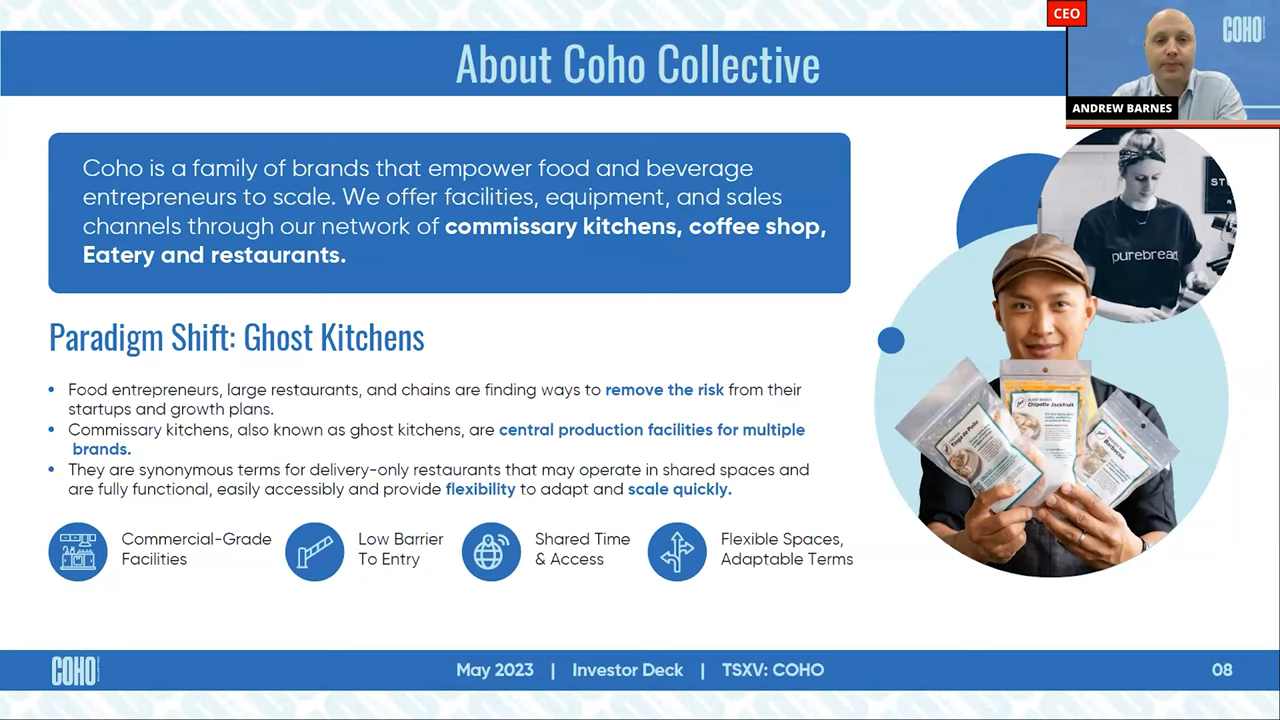 About Coho Collective
CEO
COHO
ANDREW BARNES
Coho is a family of brands that empower food and beverage
entrepreneurs to scale. We offer facilities, equipment, and sales
channels through our network of commissary kitchens, coffee shop,
Eatery and restaurants.
ST
purebread
Paradigm Shift: Ghost Kitchens
• Food entrepreneurs, large restaurants, and chains are finding ways to remove the risk from their
startups and growth plans.
• Commissary kitchens, also known as ghost kitchens, are central production facilities for multiple
brands.
• They are synonymous terms for delivery-only restaurants that may operate in shared spaces and
are fully functional, easily accessibly and provide flexibility to adapt and scale quickly.
Tinga de Pollo
Chipotle Jackfruit
Barbacoa
Commercial-Grade
Facilities
Low Barrier
To Entry
Shared Time
& Access
Flexible Spaces,
Adaptable Terms
COHO
May 2023 | Investor Deck | TSXV: COHO
08